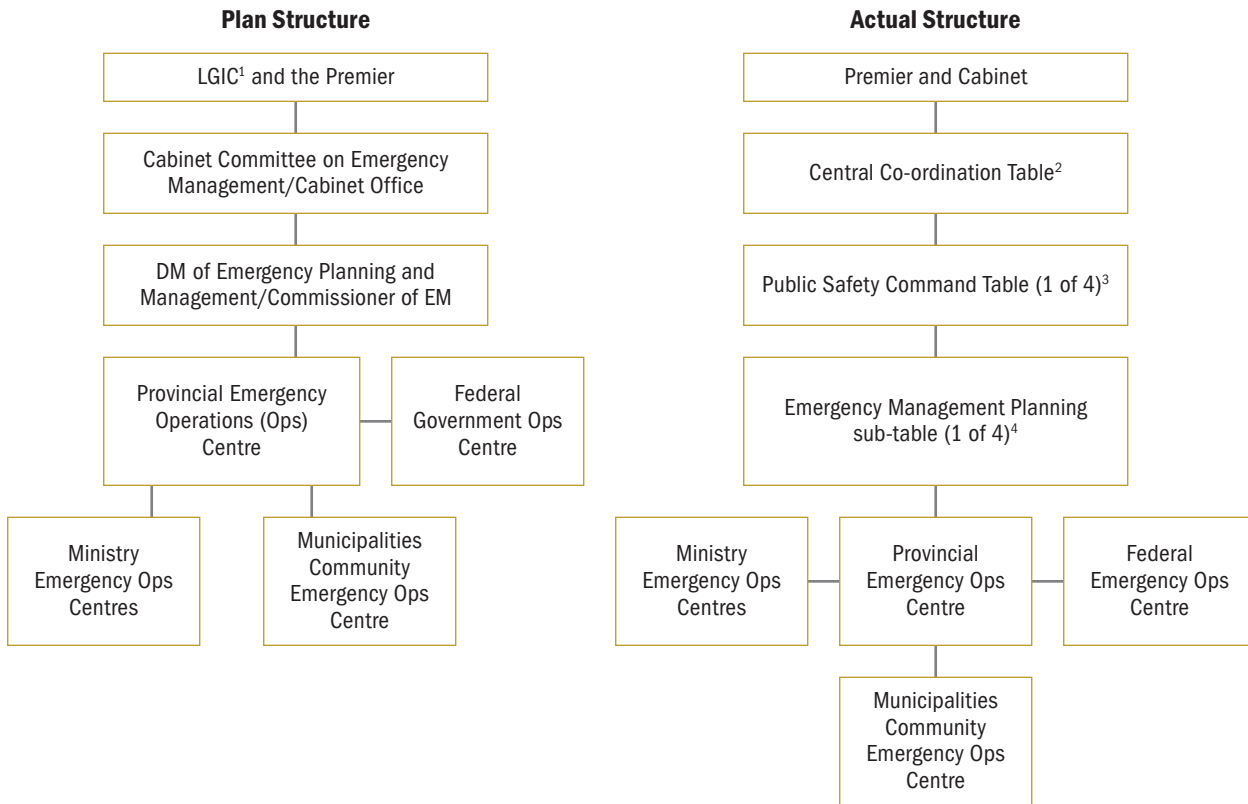 Plan Structure
LGIC¹ and the Premier
Cabinet Committee on Emergency
Management/Cabinet Office
DM of Emergency Planning and
Management/Commissioner of EM
Provincial Emergency
Operations (Ops)
Centre
Federal
Government Ops
Centre
Ministry
Emergency Ops
Centres
Municipalities
Community
Emergency Ops
Centre
Actual Structure
Premier and Cabinet
Central Co-ordination Table²
Public Safety Command Table (1 of 4)³
Emergency Management Planning
sub-table (1 of 4)⁴
Ministry
Emergency Ops
Centres
Provincial
Emergency Ops
Centre
Federal
Emergency Ops
Centre
Municipalities
Community
Emergency Ops
Centre